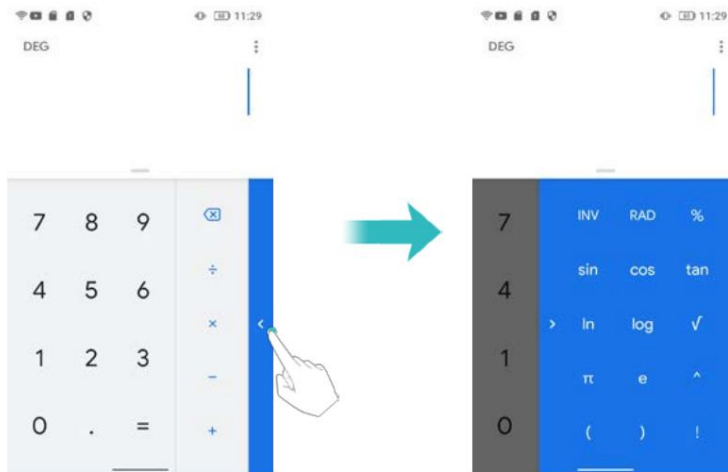 11:29
DEG
7 8 9
4 5 6 ÷
1 2 3 ×
0 . = −
+
11:29
DEG
7 INV RAD %
4 sin cos tan
1 ln log √
0 π e ^
( ) !